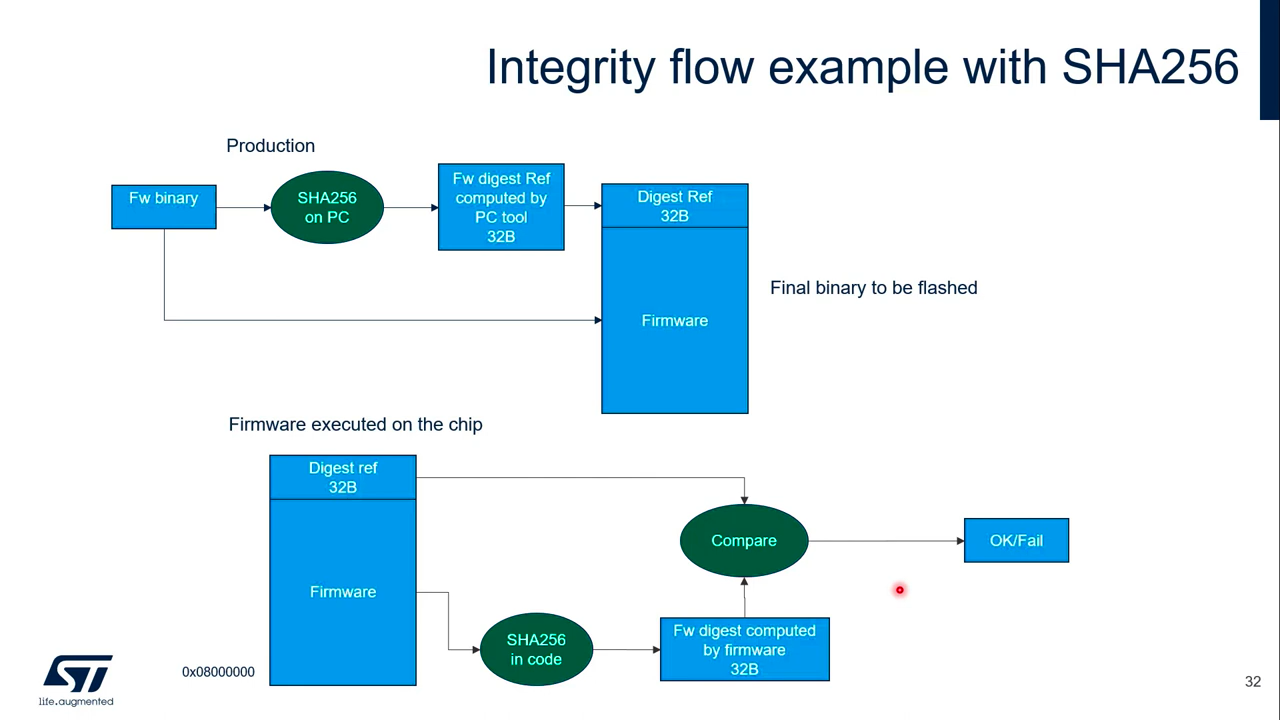 Integrity flow example with SHA256
Production
Fw binary
SHA256
on PC
Fw digest Ref
computed by
PC tool
32B
Digest Ref
32B
Firmware
Final binary to be flashed
Firmware executed on the chip
Digest ref
32B
Firmware
0x08000000
SHA256
in code
Fw digest computed
by firmware
32B
Compare
OK/Fail
ST
life.augmented
32